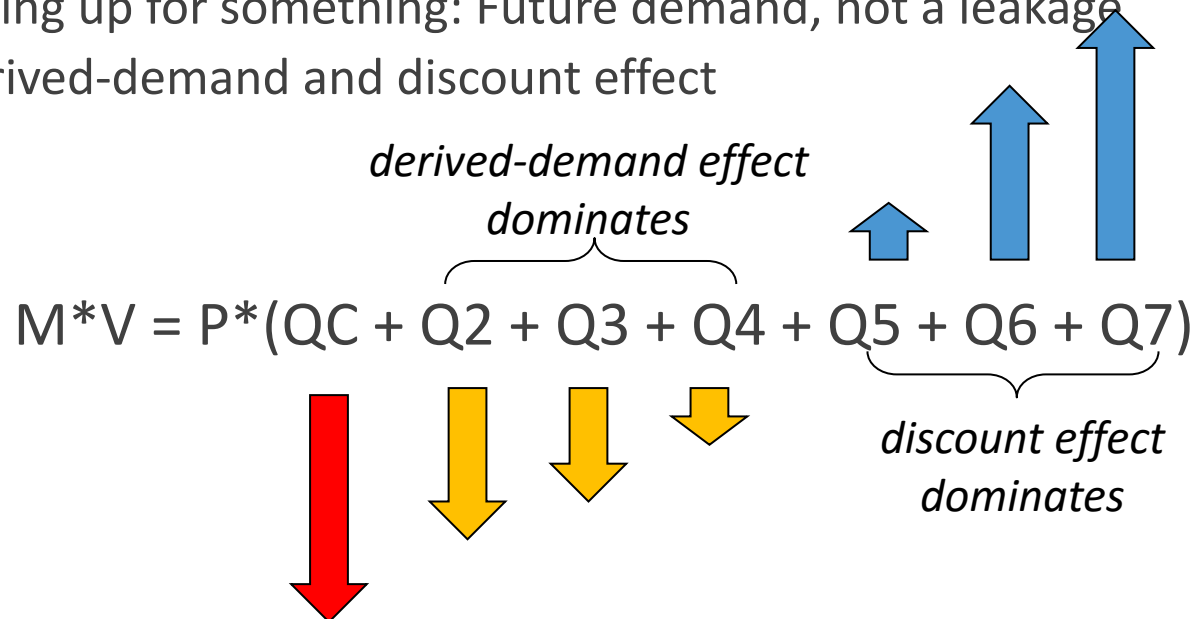 ing up for something: Future demand, not a leakage
rived-demand and discount effect
derived-demand effect
dominates
M*V = P*(QC + Q2 + Q3 + Q4 + Q5 + Q6 + Q7)
discount effect
dominates